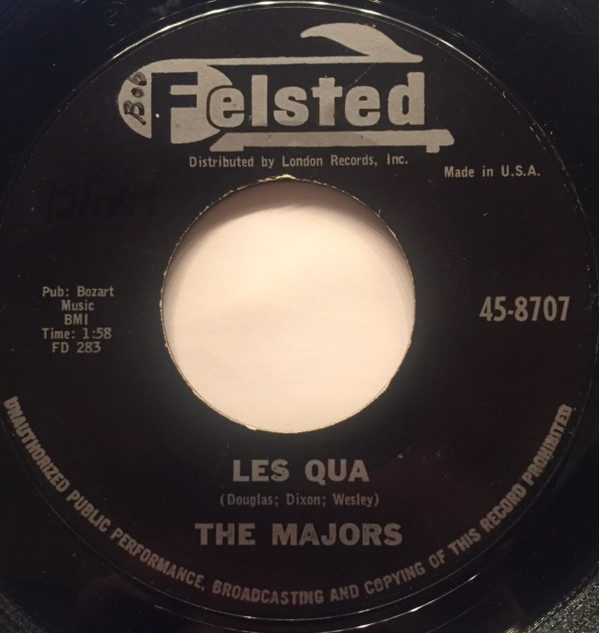 Bob
Felsted
Distributed by London Records, Inc.
Made in U.S.A.
Pub: Bozart
Music
BMI
Time: 1:58
FD 283
45-8707
LES QUA
(Douglas; Dixon; Wesley)
THE MAJORS
UNAUTHORIZED PUBLIC PERFORMANCE, BROADCASTING AND COPYING OF THIS RECORD PROHIBITED